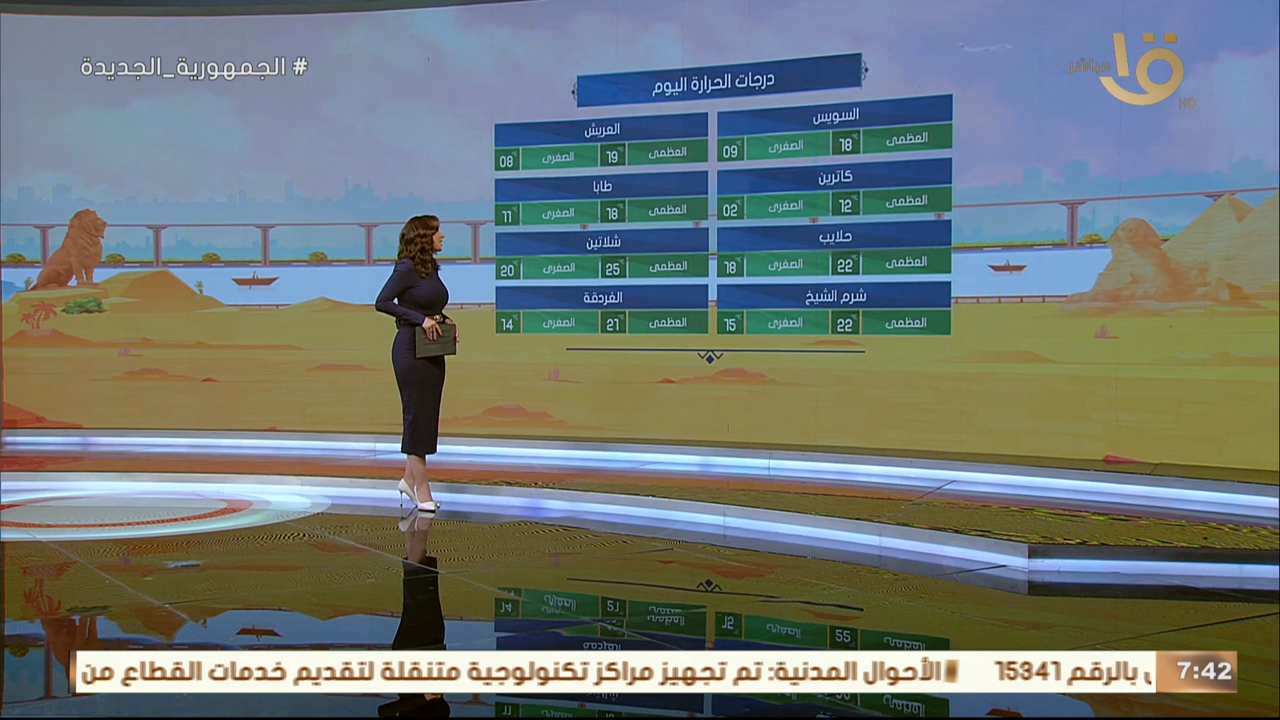 #الجمهورية_الجديدة
مباشر
HD
درجات الحرارة اليوم
السويس
العظمى 18 الصغرى 09
العريش
العظمى 19 الصغرى 08
كاترين
العظمى 12 الصغرى 02
طابا
العظمى 18 الصغرى 11
حلايب
العظمى 22 الصغرى 18
شلاتين
العظمى 25 الصغرى 20
شرم الشيخ
العظمى 22 الصغرى 15
الغردقة
العظمى 21 الصغرى 14
بالرقم 15341 الأحوال المدنية: تم تجهيز مراكز تكنولوجية متنقلة لتقديم خدمات القطاع من
7:42